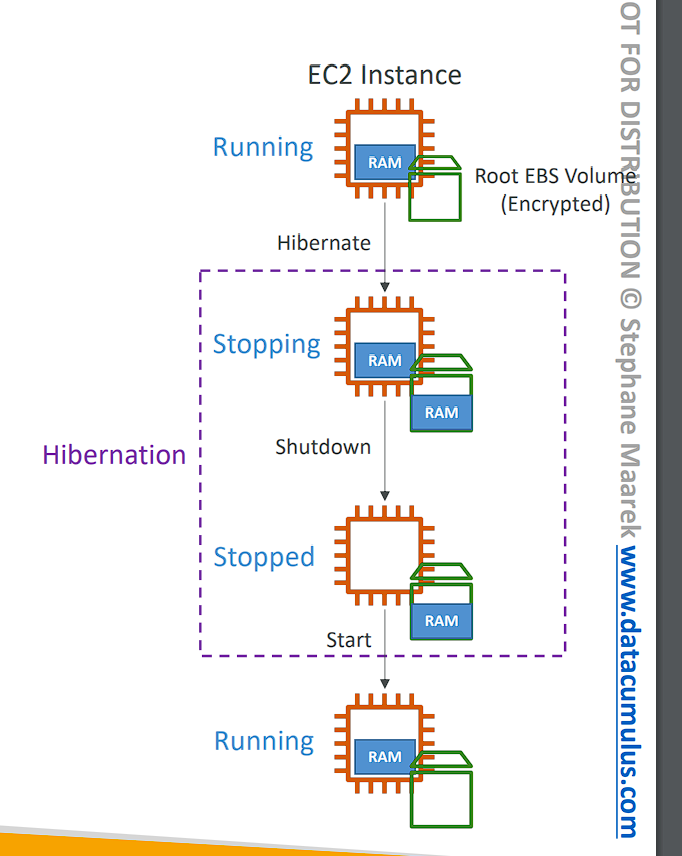 EC2 Instance
Running
RAM
Root EBS Volume
(Encrypted)
Hibernate
Stopping
RAM
RAM
Shutdown
Hibernation
Stopped
RAM
Start
Running
RAM
OT FOR DISTRIBUTION © Stephane Maarek www.datacumulus.com